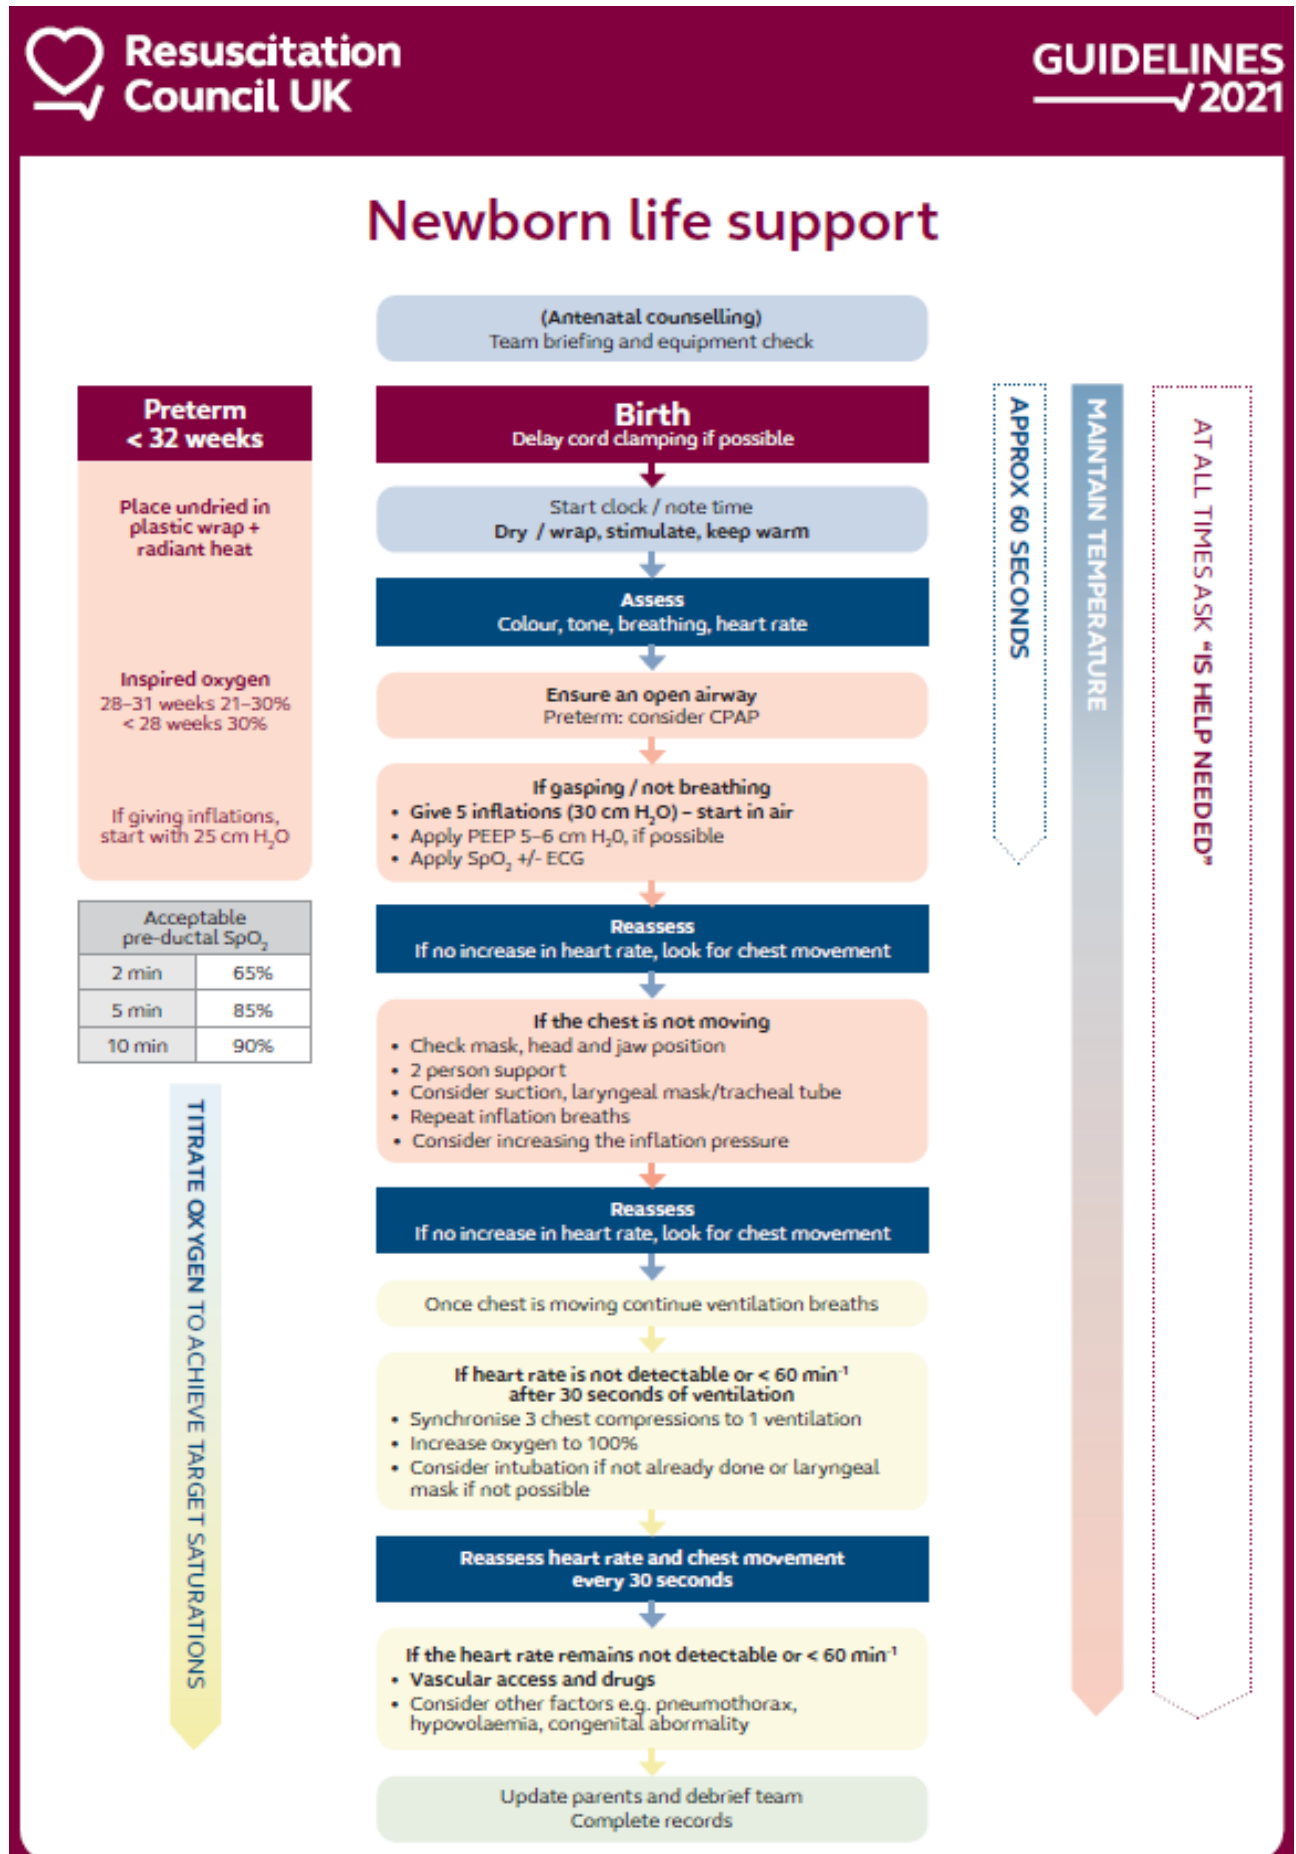 Resuscitation
Council UK
GUIDELINES
2021
Newborn life support
(Antenatal counselling)
Team briefing and equipment check
Preterm
< 32 weeks
Place undried in
plastic wrap +
radiant heat
Inspired oxygen
28–31 weeks 21–30%
< 28 weeks 30%
If giving inflations,
start with 25 cm H₂O
Acceptable
pre-ductal SpO₂
2 min 65%
5 min 85%
10 min 90%
TITRATE OXYGEN TO ACHIEVE TARGET SATURATIONS
Birth
Delay cord clamping if possible
Start clock / note time
Dry / wrap, stimulate, keep warm
Assess
Colour, tone, breathing, heart rate
Ensure an open airway
Preterm: consider CPAP
If gasping / not breathing
• Give 5 inflations (30 cm H₂O) – start in air
• Apply PEEP 5–6 cm H₂0, if possible
• Apply SpO₂ +/- ECG
Reassess
If no increase in heart rate, look for chest movement
If the chest is not moving
• Check mask, head and jaw position
• 2 person support
• Consider suction, laryngeal mask/tracheal tube
• Repeat inflation breaths
• Consider increasing the inflation pressure
Reassess
If no increase in heart rate, look for chest movement
Once chest is moving continue ventilation breaths
If heart rate is not detectable or < 60 min⁻¹
after 30 seconds of ventilation
• Synchronise 3 chest compressions to 1 ventilation
• Increase oxygen to 100%
• Consider intubation if not already done or laryngeal
mask if not possible
Reassess heart rate and chest movement
every 30 seconds
If the heart rate remains not detectable or < 60 min⁻¹
• Vascular access and drugs
• Consider other factors e.g. pneumothorax,
hypovolaemia, congenital abormality
Update parents and debrief team
Complete records
APPROX 60 SECONDS
MAINTAIN TEMPERATURE
AT ALL TIMES ASK “IS HELP NEEDED”